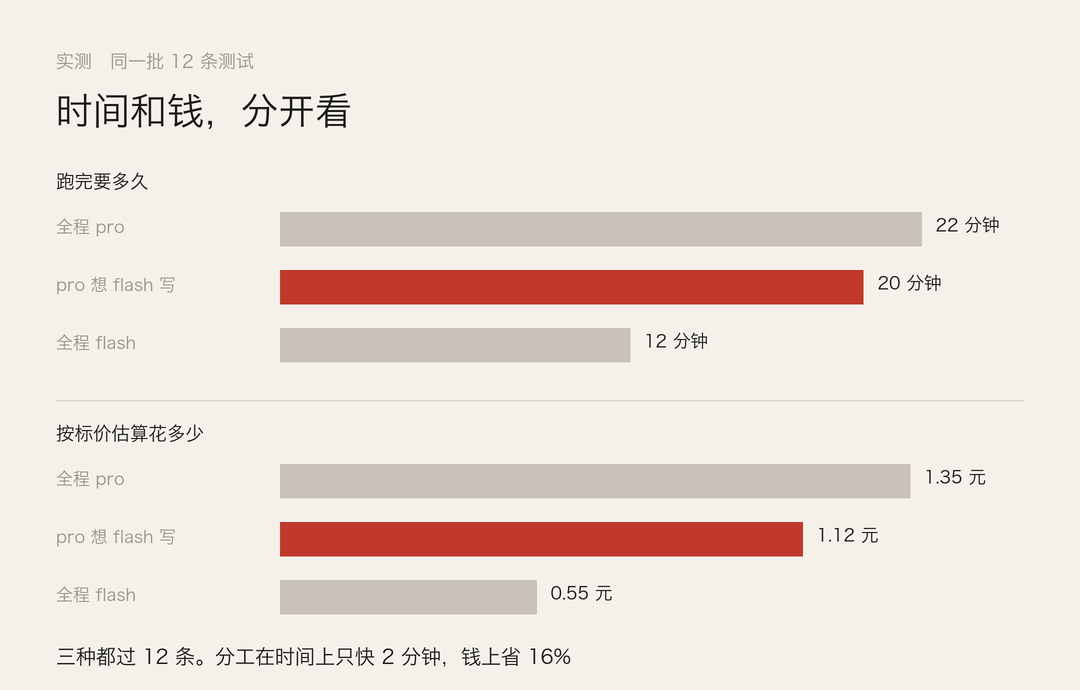 实测　同一批 12 条测试
时间和钱，分开看
跑完要多久
全程 pro
22 分钟
pro 想 flash 写
20 分钟
全程 flash
12 分钟
按标价估算花多少
全程 pro
1.35 元
pro 想 flash 写
1.12 元
全程 flash
0.55 元
三种都过 12 条。分工在时间上只快 2 分钟，钱上省 16%